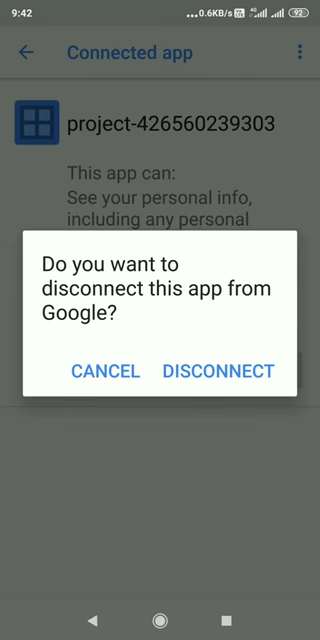 9:42
...0.6KB/s 4G 92
Connected app
project-426560239303
This app can:
See your personal info,
including any personal
Do you want to
disconnect this app from
Google?
CANCEL DISCONNECT